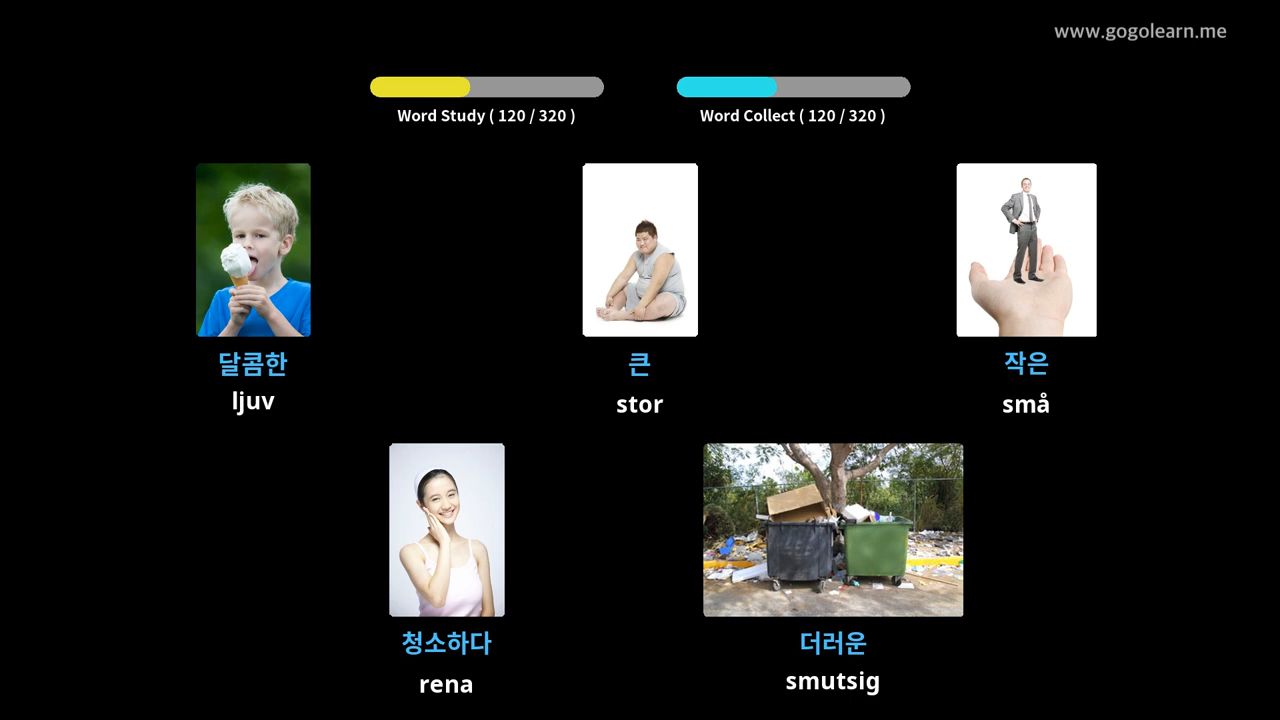 www.gogolearn.me
Word Study ( 120 / 320 )
Word Collect ( 120 / 320 )
달콤한
ljuv
큰
stor
작은
små
청소하다
rena
더러운
smutsig